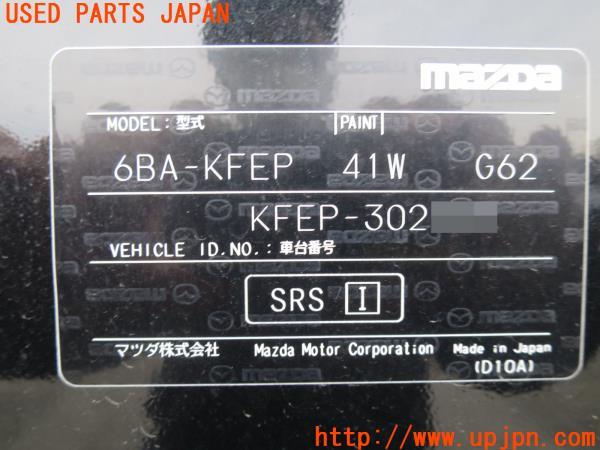 USED PARTS JAPAN
mazda
MODEL:型式 PAINT
6BA-KFEP 41W G62
KFEP-302
VEHICLE ID.NO.:車台番号
SRS I
マツダ株式会社 Mazda Motor Corporation Made in Japan
(D10A)
http://www.upjpn.com/